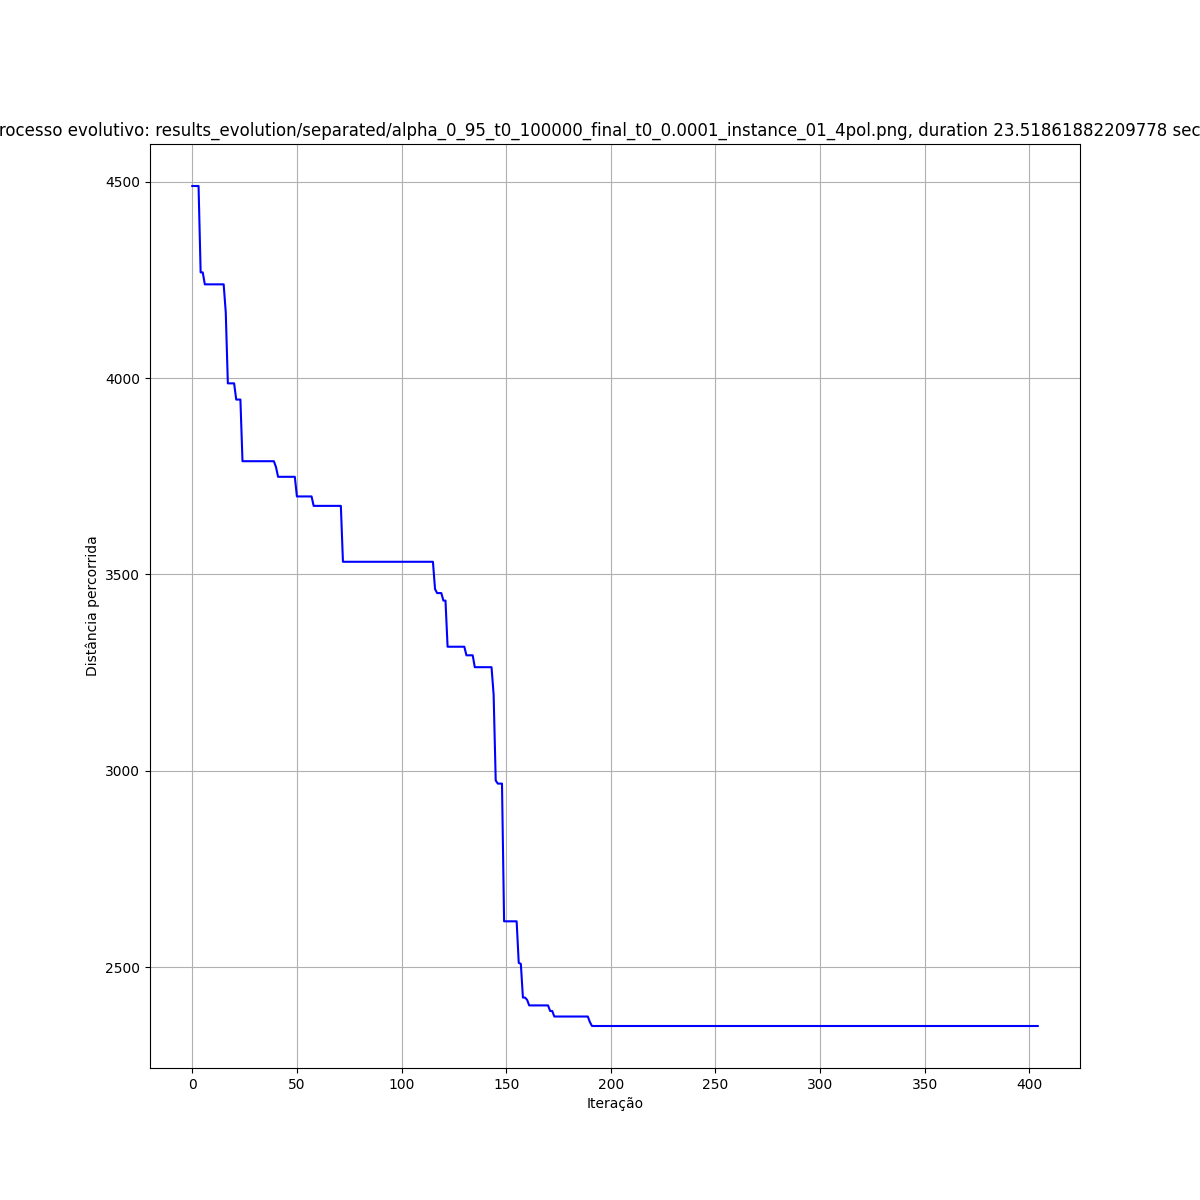 rocesso evolutivo: results_evolution/separated/alpha_0_95_t0_100000_final_t0_0.0001_instance_01_4pol.png, duration 23.51861882209778 sec
4500
4000
3500
3000
2500
Distância percorrida
0 50 100 150 200 250 300 350 400
Iteração